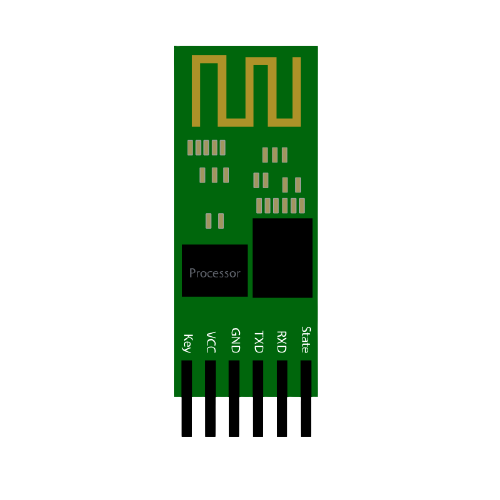 Processor
Key
VCC
GND
TXD
RXD
State